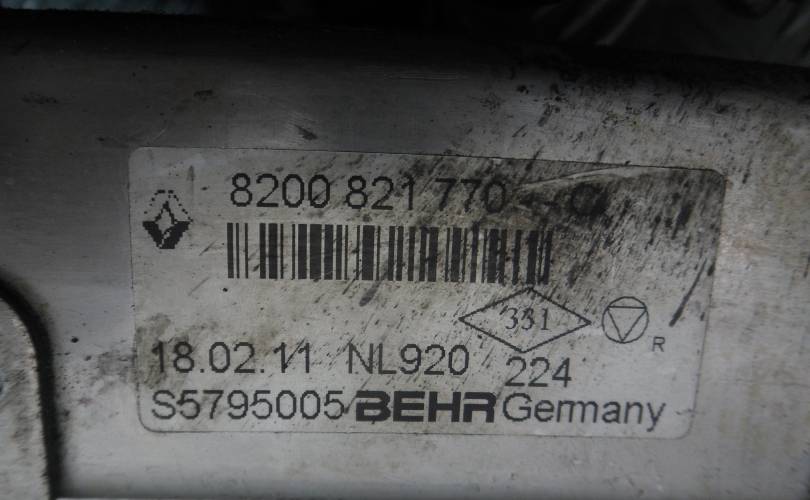 8200 821 770 -- C
331
R
18.02.11 NL920 224
S5795005 BEHR Germany